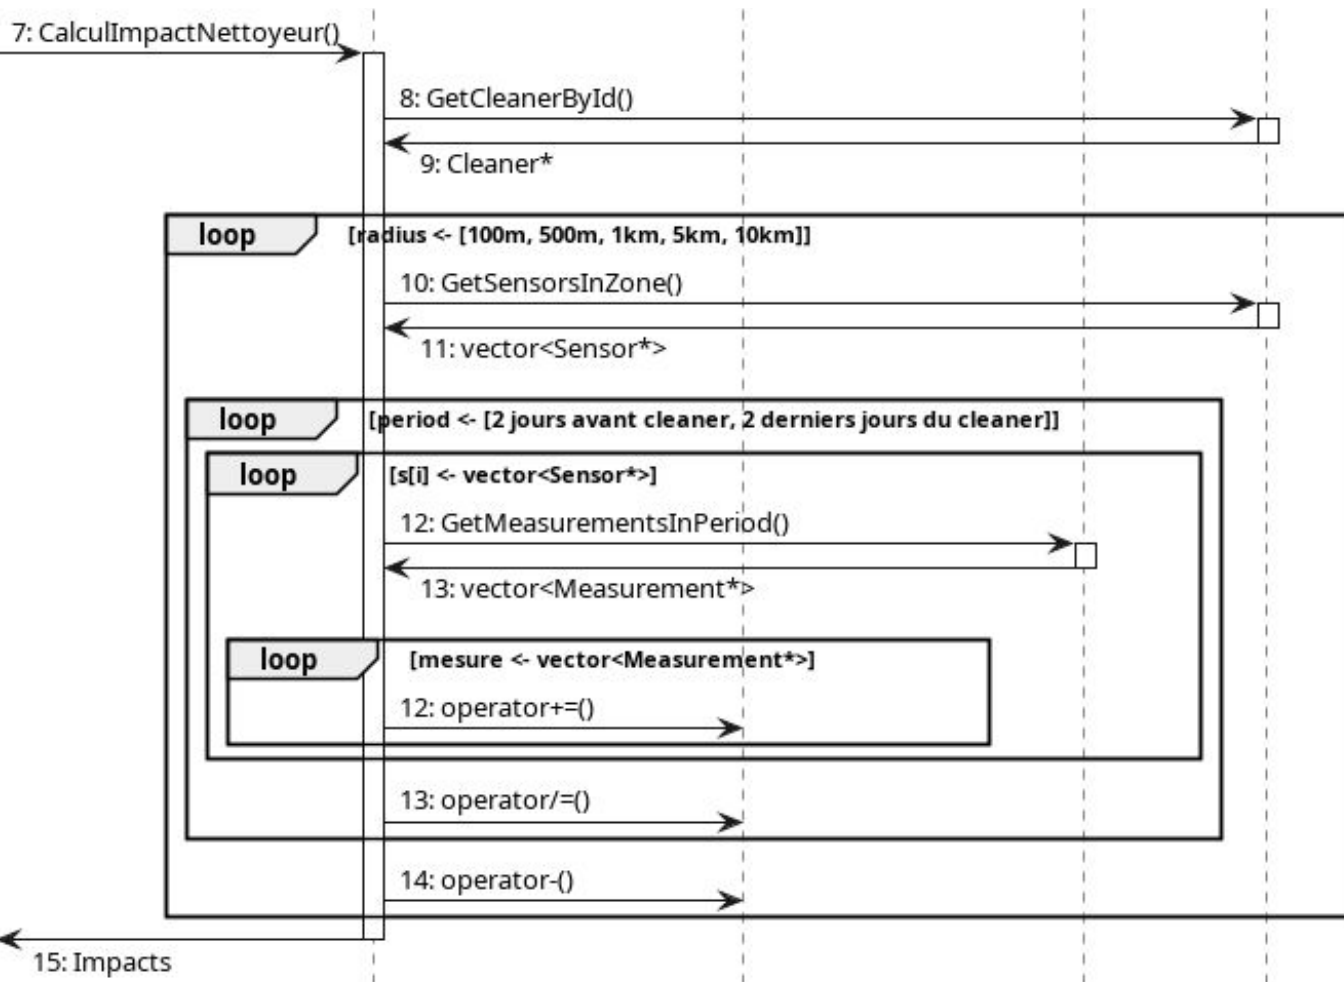 7: CalculImpactNettoyeur()
8: GetCleanerById()
9: Cleaner*
loop [radius <- [100m, 500m, 1km, 5km, 10km]]
10: GetSensorsInZone()
11: vector<Sensor*>
loop [period <- [2 jours avant cleaner, 2 derniers jours du cleaner]]
loop [s[i] <- vector<Sensor*>]
12: GetMeasurementsInPeriod()
13: vector<Measurement*>
loop [mesure <- vector<Measurement*>]
12: operator+=()
13: operator/=()
14: operator-()
15: Impacts